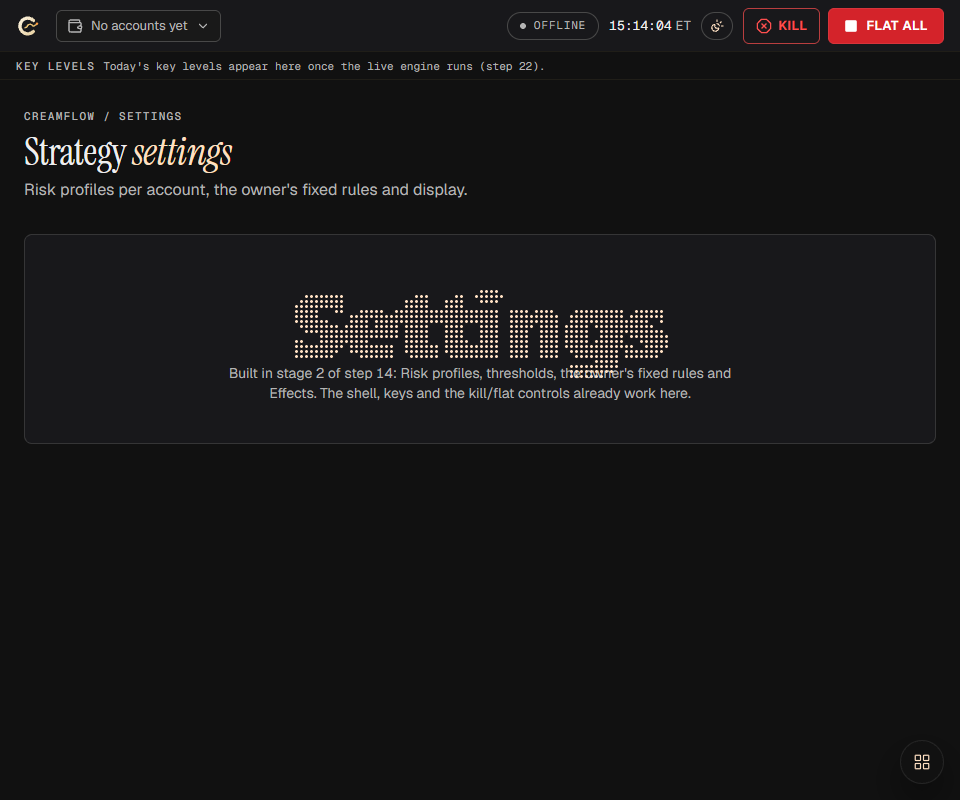 No accounts yet
OFFLINE
15:14:04 ET
KILL
FLAT ALL
KEY LEVELS Today's key levels appear here once the live engine runs (step 22).
CREAMFLOW / SETTINGS
Strategy settings
Risk profiles per account, the owner's fixed rules and display.
Settings
Built in stage 2 of step 14: Risk profiles, thresholds, the owner's fixed rules and
Effects. The shell, keys and the kill/flat controls already work here.